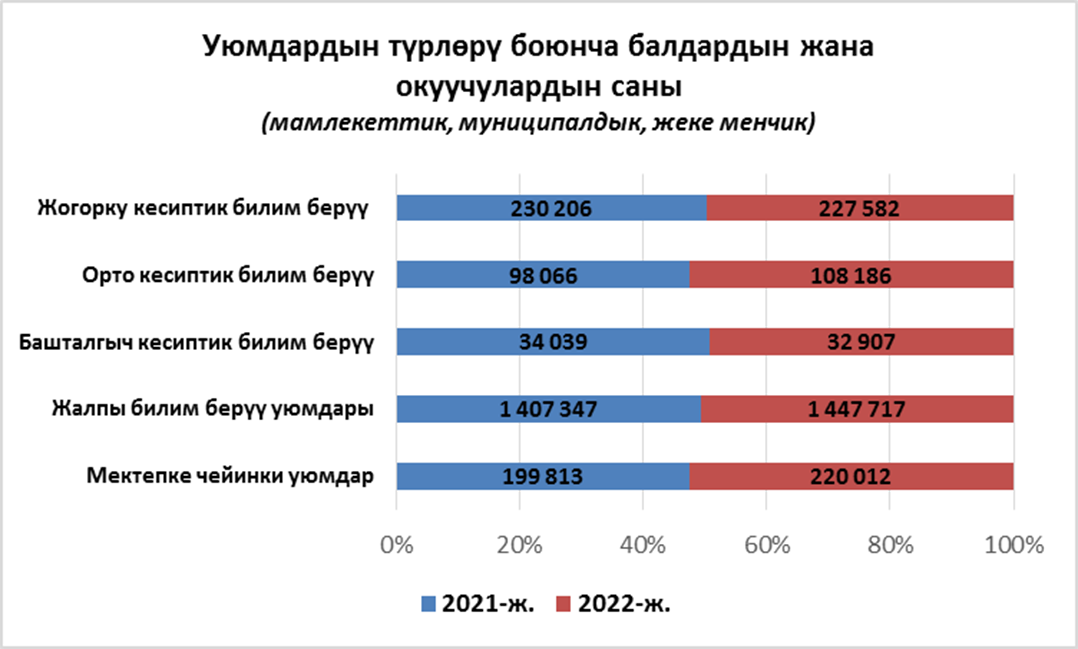 Уюмдардын түрлөрү боюнча балдардын жана
окуучулардын саны
(мамлекеттик, муниципалдык, жеке менчик)
Жогорку кесиптик билим берүү 230 206 227 582
Орто кесиптик билим берүү 98 066 108 186
Башталгыч кесиптик билим берүү 34 039 32 907
Жалпы билим берүү уюмдары 1 407 347 1 447 717
Мектепке чейинки уюмдар 199 813 220 012
0% 20% 40% 60% 80% 100%
2021-ж. 2022-ж.